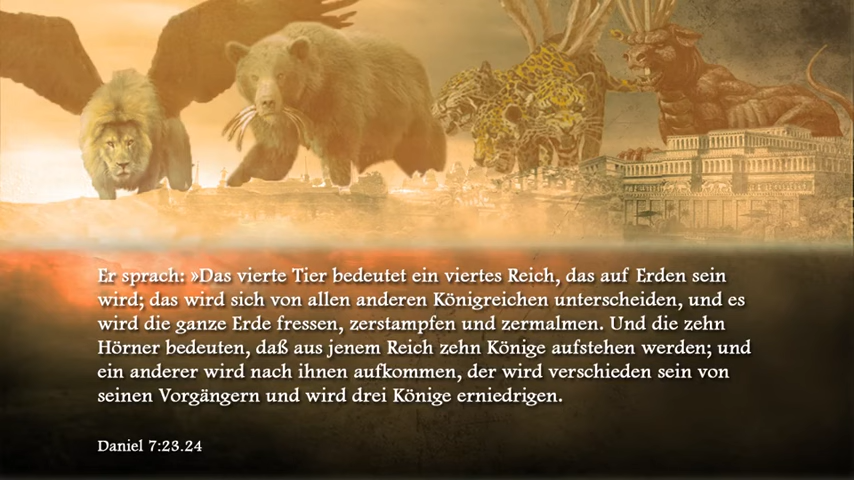 Er sprach: »Das vierte Tier bedeutet ein viertes Reich, das auf Erden sein
wird; das wird sich von allen anderen Königreichen unterscheiden, und es
wird die ganze Erde fressen, zerstampfen und zermalmen. Und die zehn
Hörner bedeuten, daß aus jenem Reich zehn Könige aufstehen werden; und
ein anderer wird nach ihnen aufkommen, der wird verschieden sein von
seinen Vorgängern und wird drei Könige erniedrigen.
Daniel 7:23.24